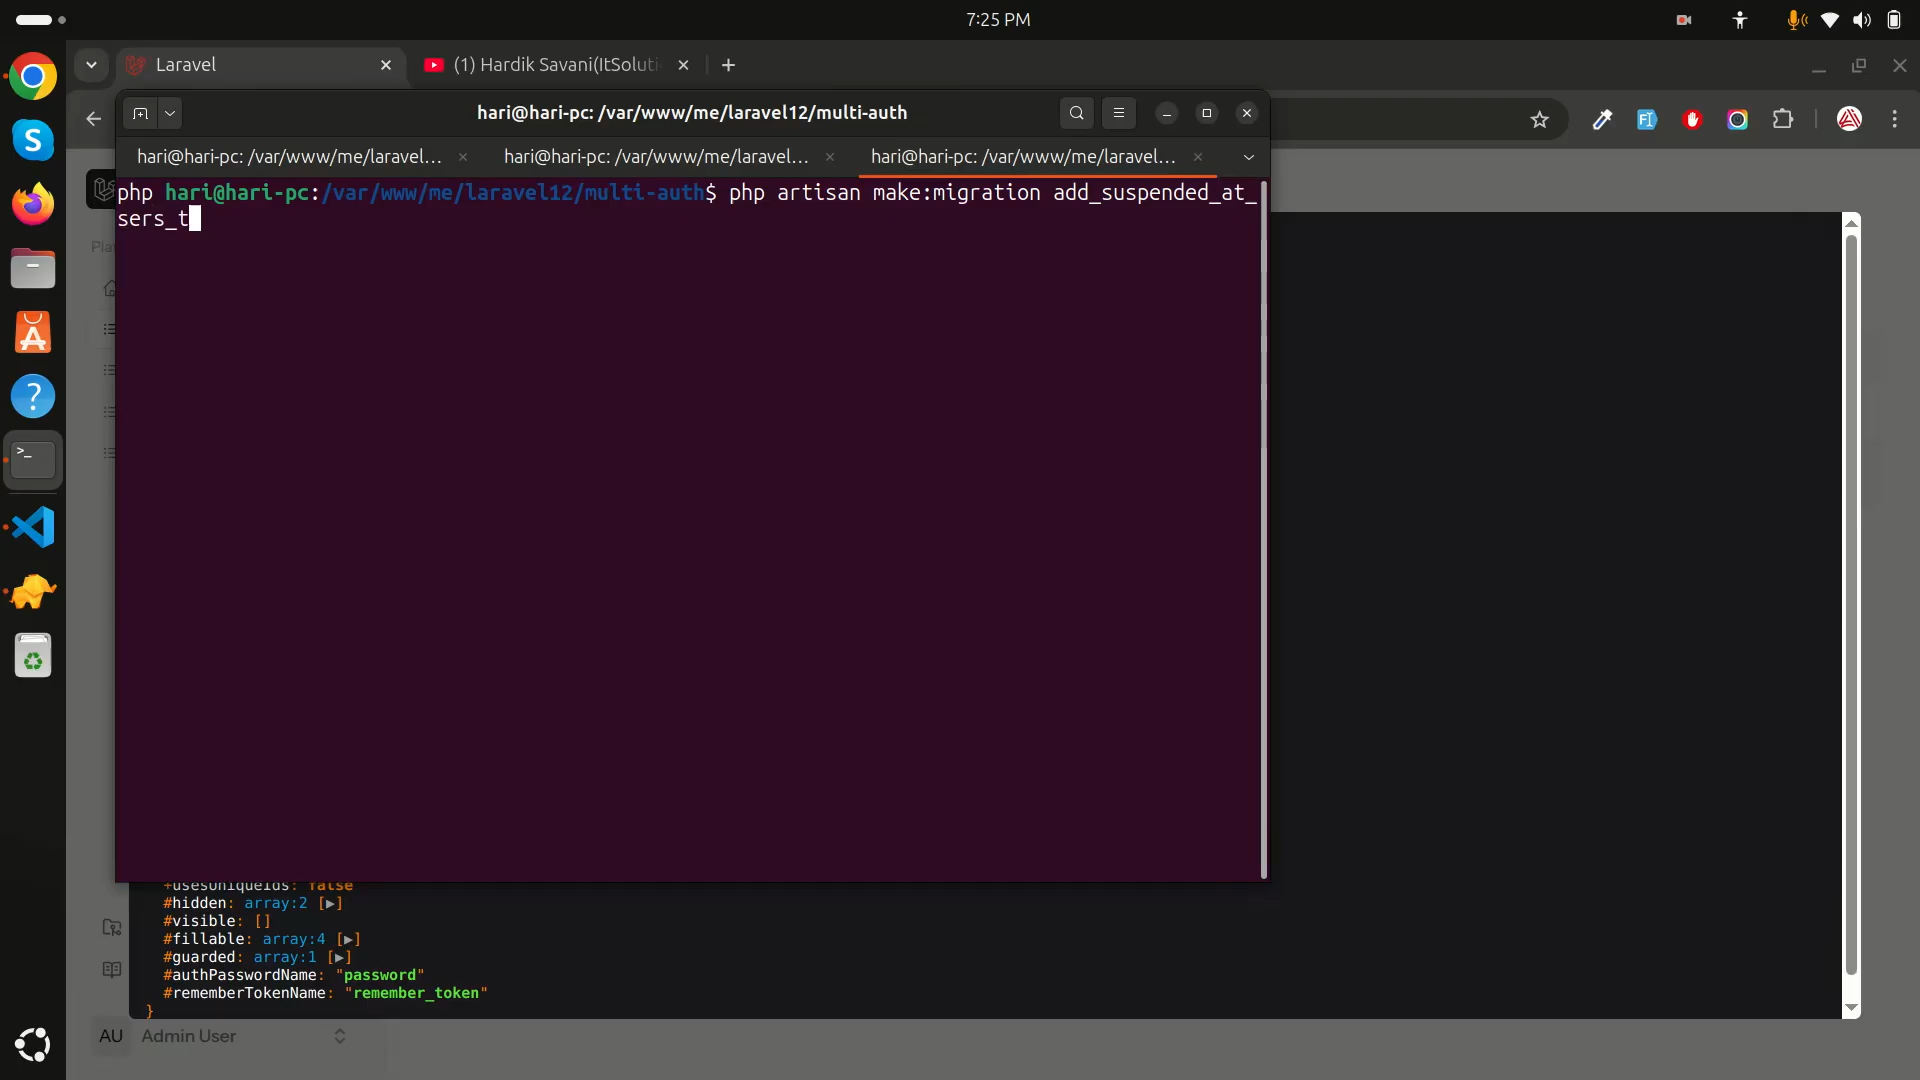 7:25 PM
Laravel
(1) Hardik Savani(ItSoluti
hari@hari-pc: /var/www/me/laravel12/multi-auth
hari@hari-pc: /var/www/me/laravel...
hari@hari-pc: /var/www/me/laravel...
hari@hari-pc: /var/www/me/laravel...
php hari@hari-pc:/var/www/me/laravel12/multi-auth$ php artisan make:migration add_suspended_at_
sers_t
Pla
+usesUniqueIds: false
#hidden: array:2 [▶]
#visible: []
#fillable: array:4 [▶]
#guarded: array:1 [▶]
#authPasswordName: "password"
#rememberTokenName: "remember_token"
}
AU Admin User